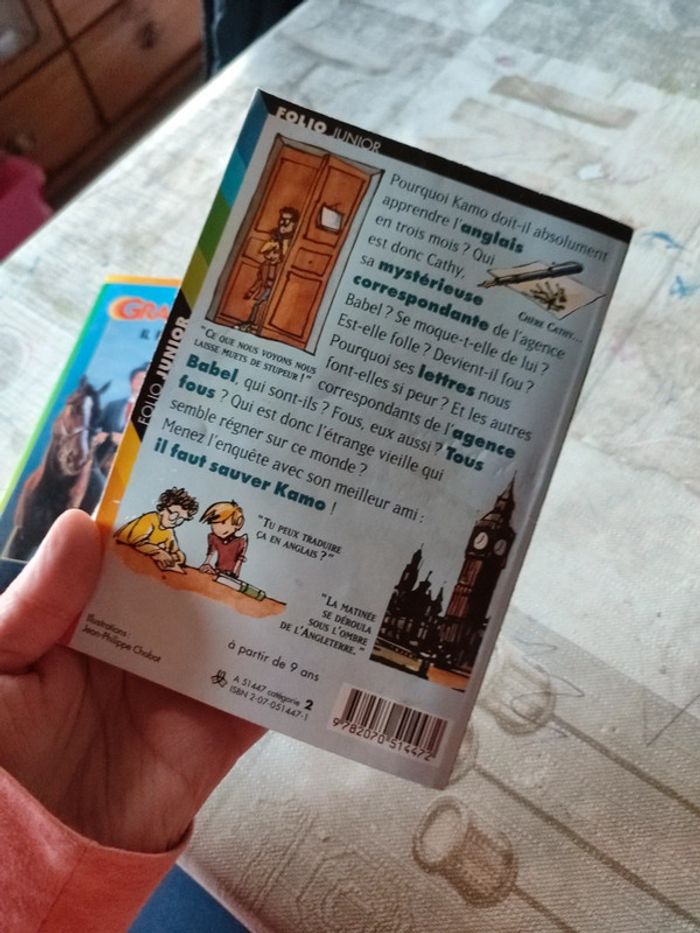 FOLIO JUNIOR
Pourquoi Kamo doit-il absolument
apprendre l'anglais
en trois mois ? Qui
est donc Cathy,
sa mystérieuse
correspondante de l'agence
Babel ? Se moque-t-elle de lui ?
Est-elle folle ? Devient-il fou ?
Pourquoi ses lettres nous
font-elles si peur ? Et les autres
correspondants de l'agence
Babel, qui sont-ils ? Fous, eux aussi ? Tous
fous ? Qui est donc l'étrange vieille qui
semble régner sur ce monde ?
Menez l'enquête avec son meilleur ami :
il faut sauver Kamo !
CHÈRE CATHY...
"CE QUE NOUS VOYONS NOUS
LAISSE MUETS DE STUPEUR !"
"TU PEUX TRADUIRE
ÇA EN ANGLAIS ?"
"LA MATINÉE
SE DÉROULA
SOUS L'OMBRE
DE L'ANGLETERRE."
Illustrations :
Jean-Philippe Chabot
à partir de 9 ans
A 51447 catégorie 2
ISBN 2-07-051447-1
9 782070 514472
FOLIO JUNIOR
GRA